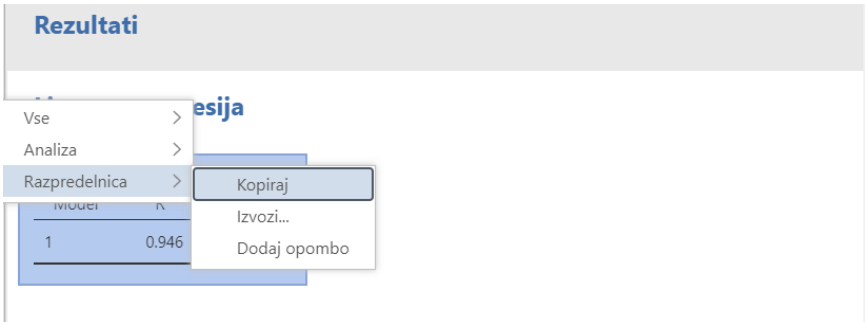 Rezultati
esija
Vse
Analiza
Razpredelnica
Kopiraj
Izvozi...
Dodaj opombo
Model R
1 0.946